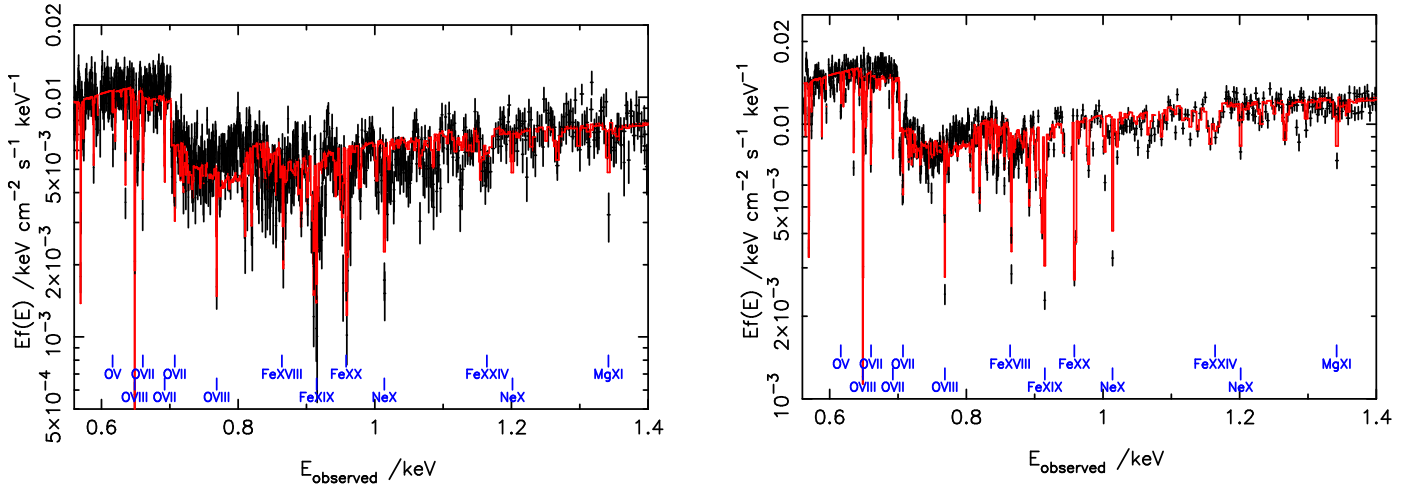 0.02
0.01
5×10⁻³
2×10⁻³
10⁻³
5×10⁻⁴
Ef(E) /keV cm⁻² s⁻¹ keV⁻¹
OV
OVII
OVII
FeXVIII
FeXX
FeXXIV
MgXI
OVIII
OVII
OVIII
FeXIX
NeX
NeX
0.6
0.8
1
1.2
1.4
E_observed /keV
0.02
0.01
5×10⁻³
2×10⁻³
10⁻³
Ef(E) /keV cm⁻² s⁻¹ keV⁻¹
OV
OVII
OVII
FeXVIII
FeXX
FeXXIV
MgXI
OVIII
OVII
OVIII
FeXIX
NeX
NeX
0.6
0.8
1
1.2
1.4
E_observed /keV